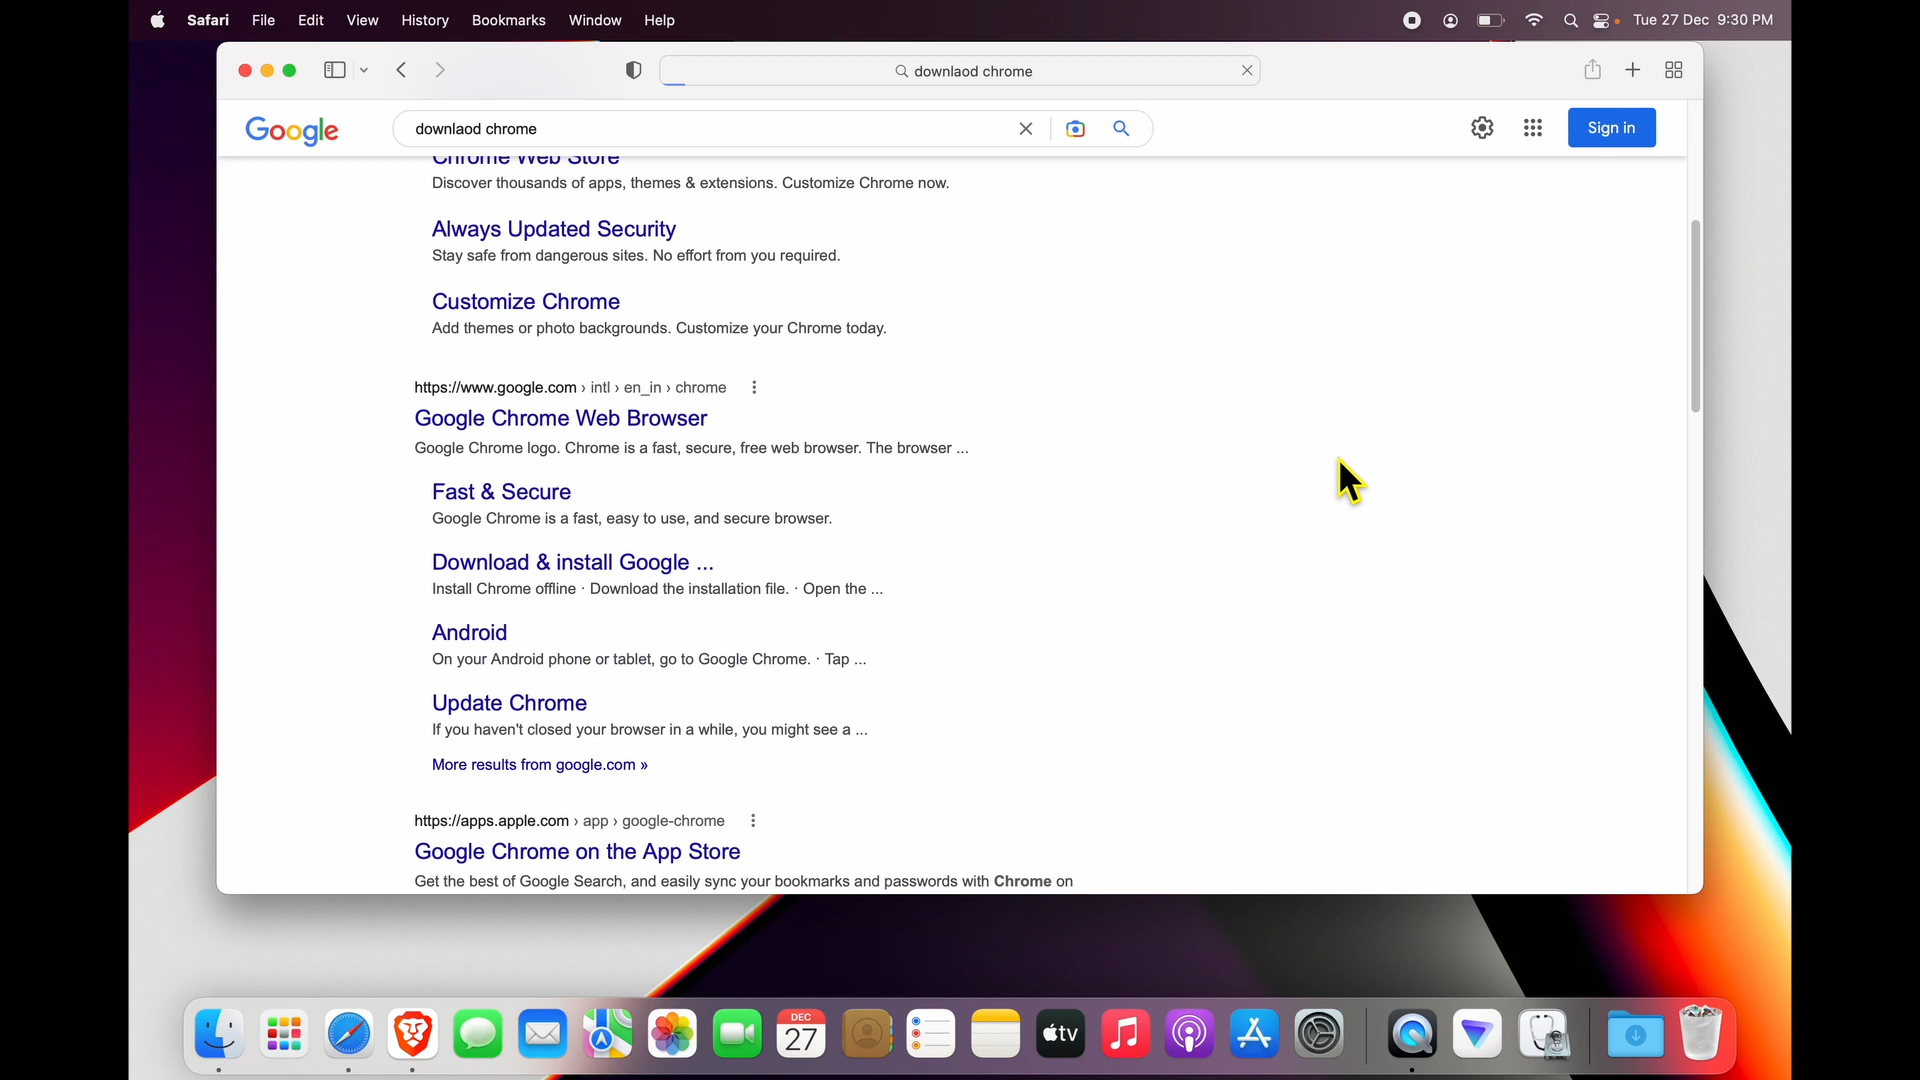 Safari File Edit View History Bookmarks Window Help Tue 27 Dec 9:30 PM
downlaod chrome
Google downlaod chrome Sign in
Chrome Web Store
Discover thousands of apps, themes & extensions. Customize Chrome now.
Always Updated Security
Stay safe from dangerous sites. No effort from you required.
Customize Chrome
Add themes or photo backgrounds. Customize your Chrome today.
https://www.google.com › intl › en_in › chrome
Google Chrome Web Browser
Google Chrome logo. Chrome is a fast, secure, free web browser. The browser ...
Fast & Secure
Google Chrome is a fast, easy to use, and secure browser.
Download & install Google ...
Install Chrome offline · Download the installation file. · Open the ...
Android
On your Android phone or tablet, go to Google Chrome. · Tap ...
Update Chrome
If you haven't closed your browser in a while, you might see a ...
More results from google.com »
https://apps.apple.com › app › google-chrome
Google Chrome on the App Store
Get the best of Google Search, and easily sync your bookmarks and passwords with Chrome on
DEC
27
tv